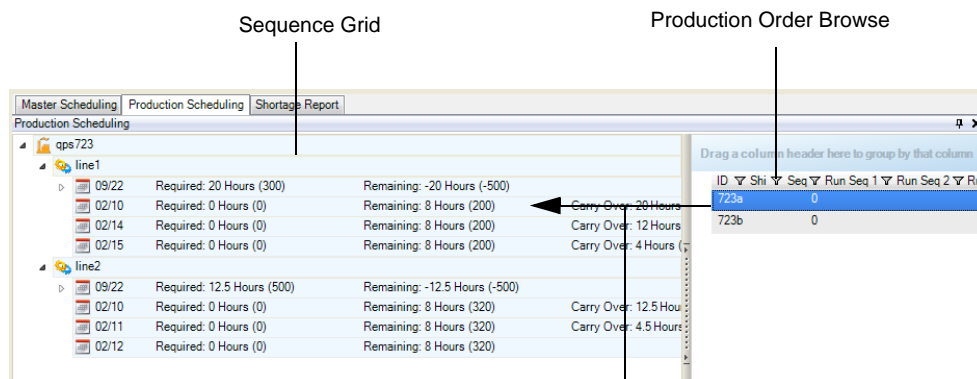 Sequence Grid
Production Order Browse
Master Scheduling Production Scheduling Shortage Report
Production Scheduling
qps723
line1
09/22 Required: 20 Hours (300) Remaining: -20 Hours (-500)
02/10 Required: 0 Hours (0) Remaining: 8 Hours (200) Carry Over: 20 Hours
02/14 Required: 0 Hours (0) Remaining: 8 Hours (200) Carry Over: 12 Hours
02/15 Required: 0 Hours (0) Remaining: 8 Hours (200) Carry Over: 4 Hours (
line2
09/22 Required: 12.5 Hours (500) Remaining: -12.5 Hours (-500)
02/10 Required: 0 Hours (0) Remaining: 8 Hours (320) Carry Over: 12.5 Hou
02/11 Required: 0 Hours (0) Remaining: 8 Hours (320) Carry Over: 4.5 Hours
02/12 Required: 0 Hours (0) Remaining: 8 Hours (320)
Drag a column header here to group by that column
ID Shi Seq Run Seq 1 Run Seq 2 R
723a 0
723b 0